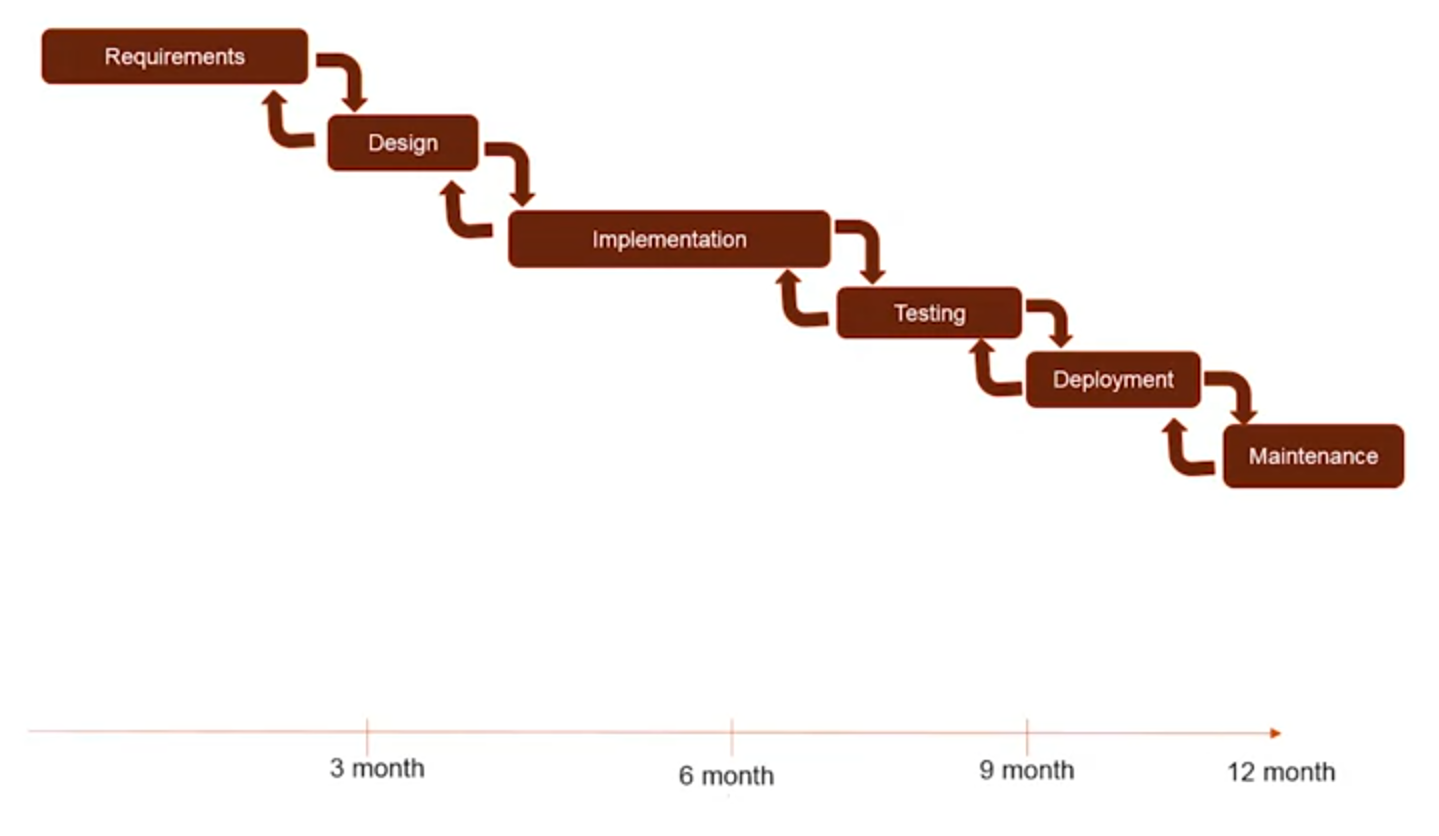 Requirements
Design
Implementation
Testing
Deployment
Maintenance
3 month
6 month
9 month
12 month